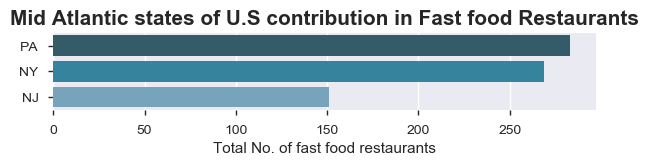 Mid Atlantic states of U.S contribution in Fast food Restaurants
PA
NY
NJ
0 50 100 150 200 250
Total No. of fast food restaurants